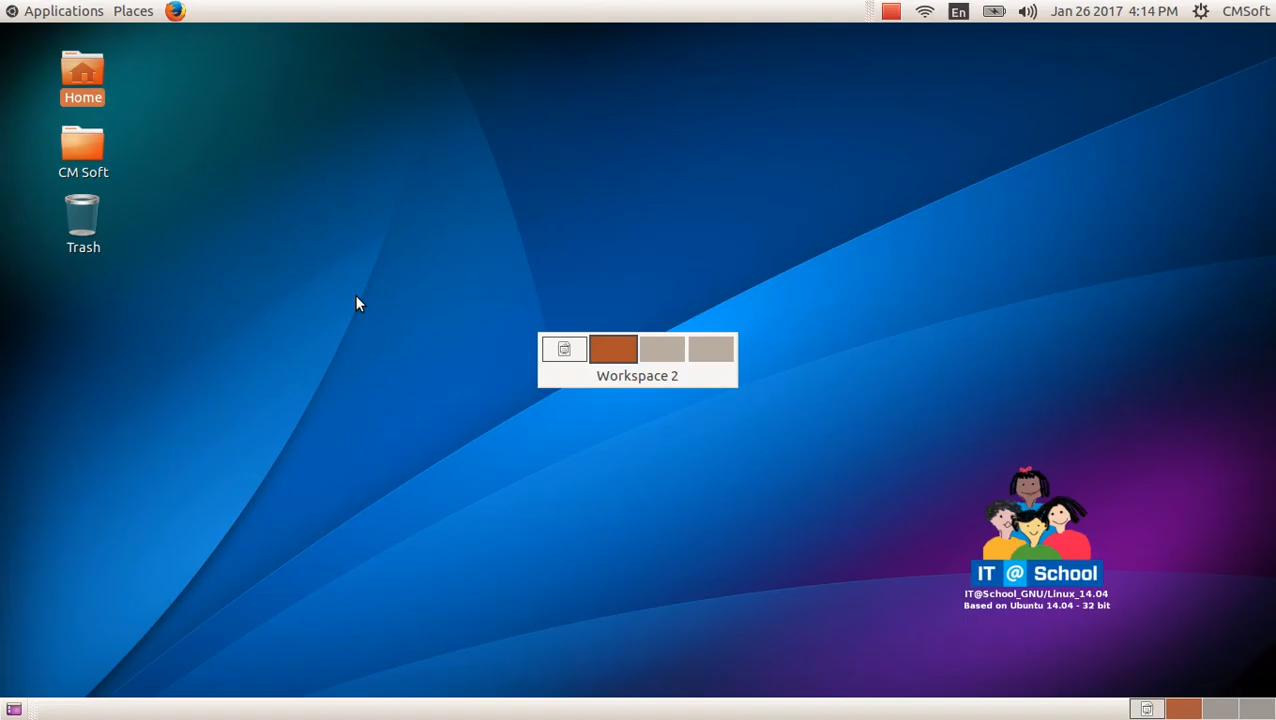 Applications Places
En Jan 26 2017 4:14 PM CMSoft
Home
CM Soft
Trash
Workspace 2
IT @ School
IT@School_GNU/Linux_14.04
Based on Ubuntu 14.04 - 32 bit